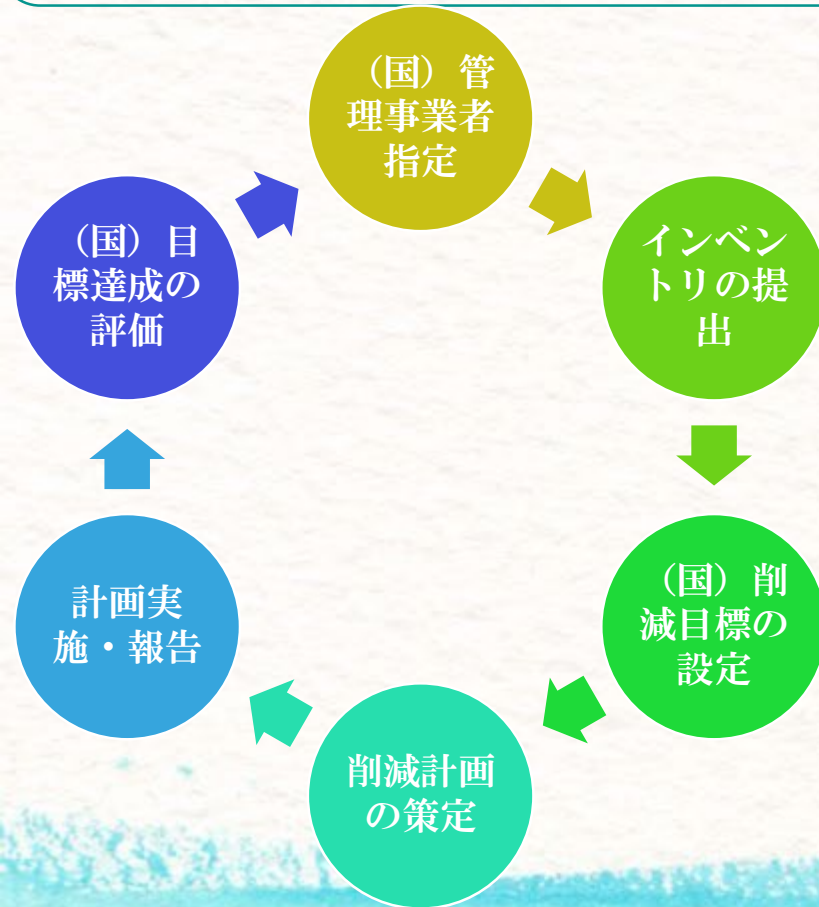 （国）管
理事業者
指定
インベン
トリの提
出
（国）削
減目標の
設定
削減計画
の策定
計画実
施・報告
（国）目
標達成の
評価